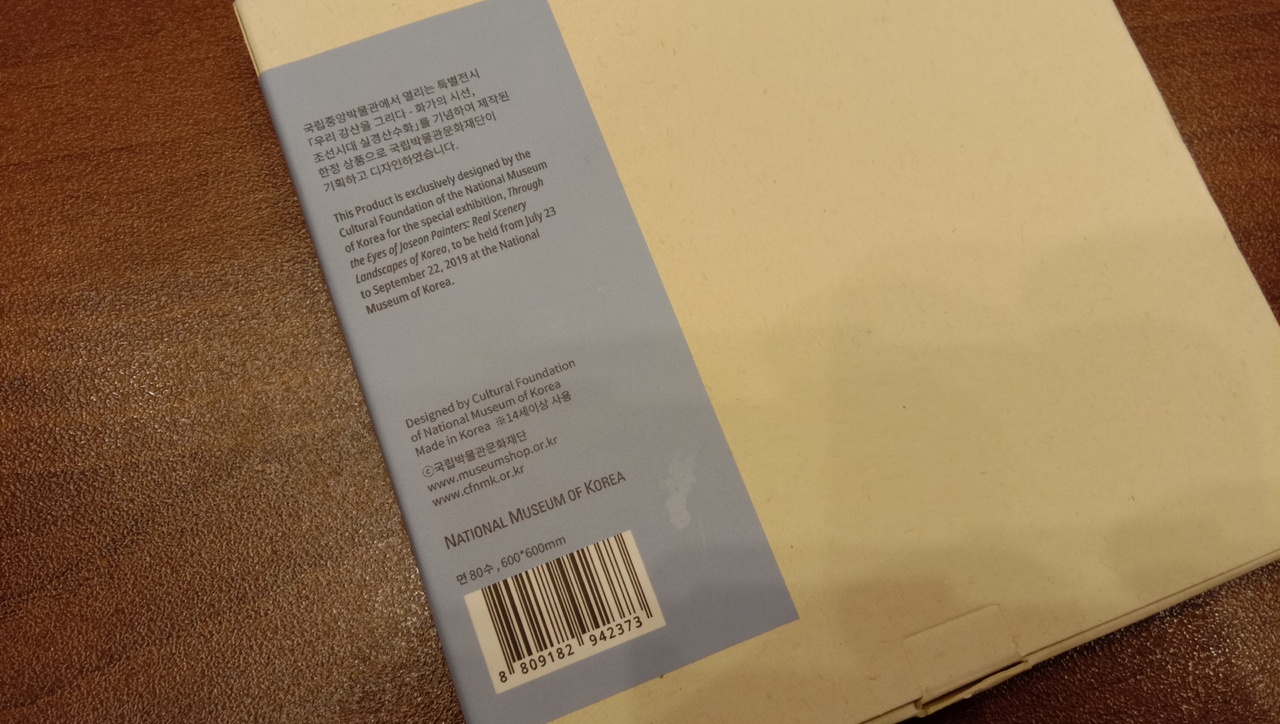 국립중앙박물관에서 열리는 특별전시
「우리 강산을 그리다 - 화가의 시선,
조선시대 실경산수화」를 기념하여 제작된
한정 상품으로 국립박물관문화재단이
기획하고 디자인하였습니다.
This Product is exclusively designed by the
Cultural Foundation of the National Museum
of Korea for the special exhibition, Through
the Eyes of Joseon Painters: Real Scenery
Landscapes of Korea, to be held from July 23
to September 22, 2019 at the National
Museum of Korea.
Designed by Cultural Foundation
of National Museum of Korea
Made in Korea ※14세이상 사용
ⓒ국립박물관문화재단
www.museumshop.or.kr
www.cfnmk.or.kr
NATIONAL MUSEUM OF KOREA
면 80수 , 600*600mm
8 809182 942373